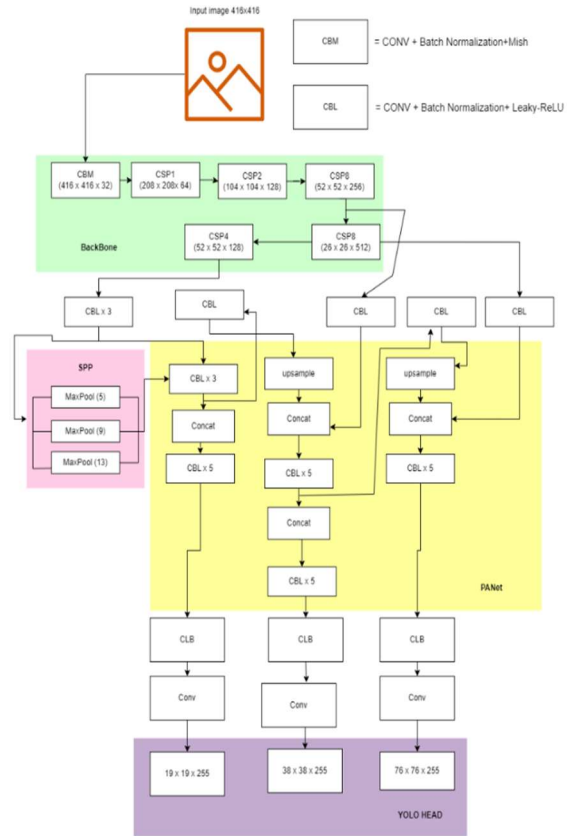 Input image 416x416
CBM
= CONV + Batch Normalization+Mish
CBL
= CONV + Batch Normalization+ Leaky-ReLU
CBM
(416 x 416 x 32)
CSP1
(208 x 208x 64)
CSP2
(104 x 104 x 128)
CSP8
(52 x 52 x 256)
CSP4
(52 x 52 x 128)
CSP8
(26 x 26 x 512)
BackBone
CBL x 3
CBL
CBL
CBL
CBL
SPP
MaxPool (5)
MaxPool (9)
MaxPool (13)
CBL x 3
Concat
CBL x 5
upsample
Concat
CBL x 5
Concat
CBL x 5
upsample
Concat
CBL x 5
PANet
CLB
CLB
CLB
Conv
Conv
Conv
19 x 19 x 255
38 x 38 x 255
76 x 76 x 255
YOLO HEAD